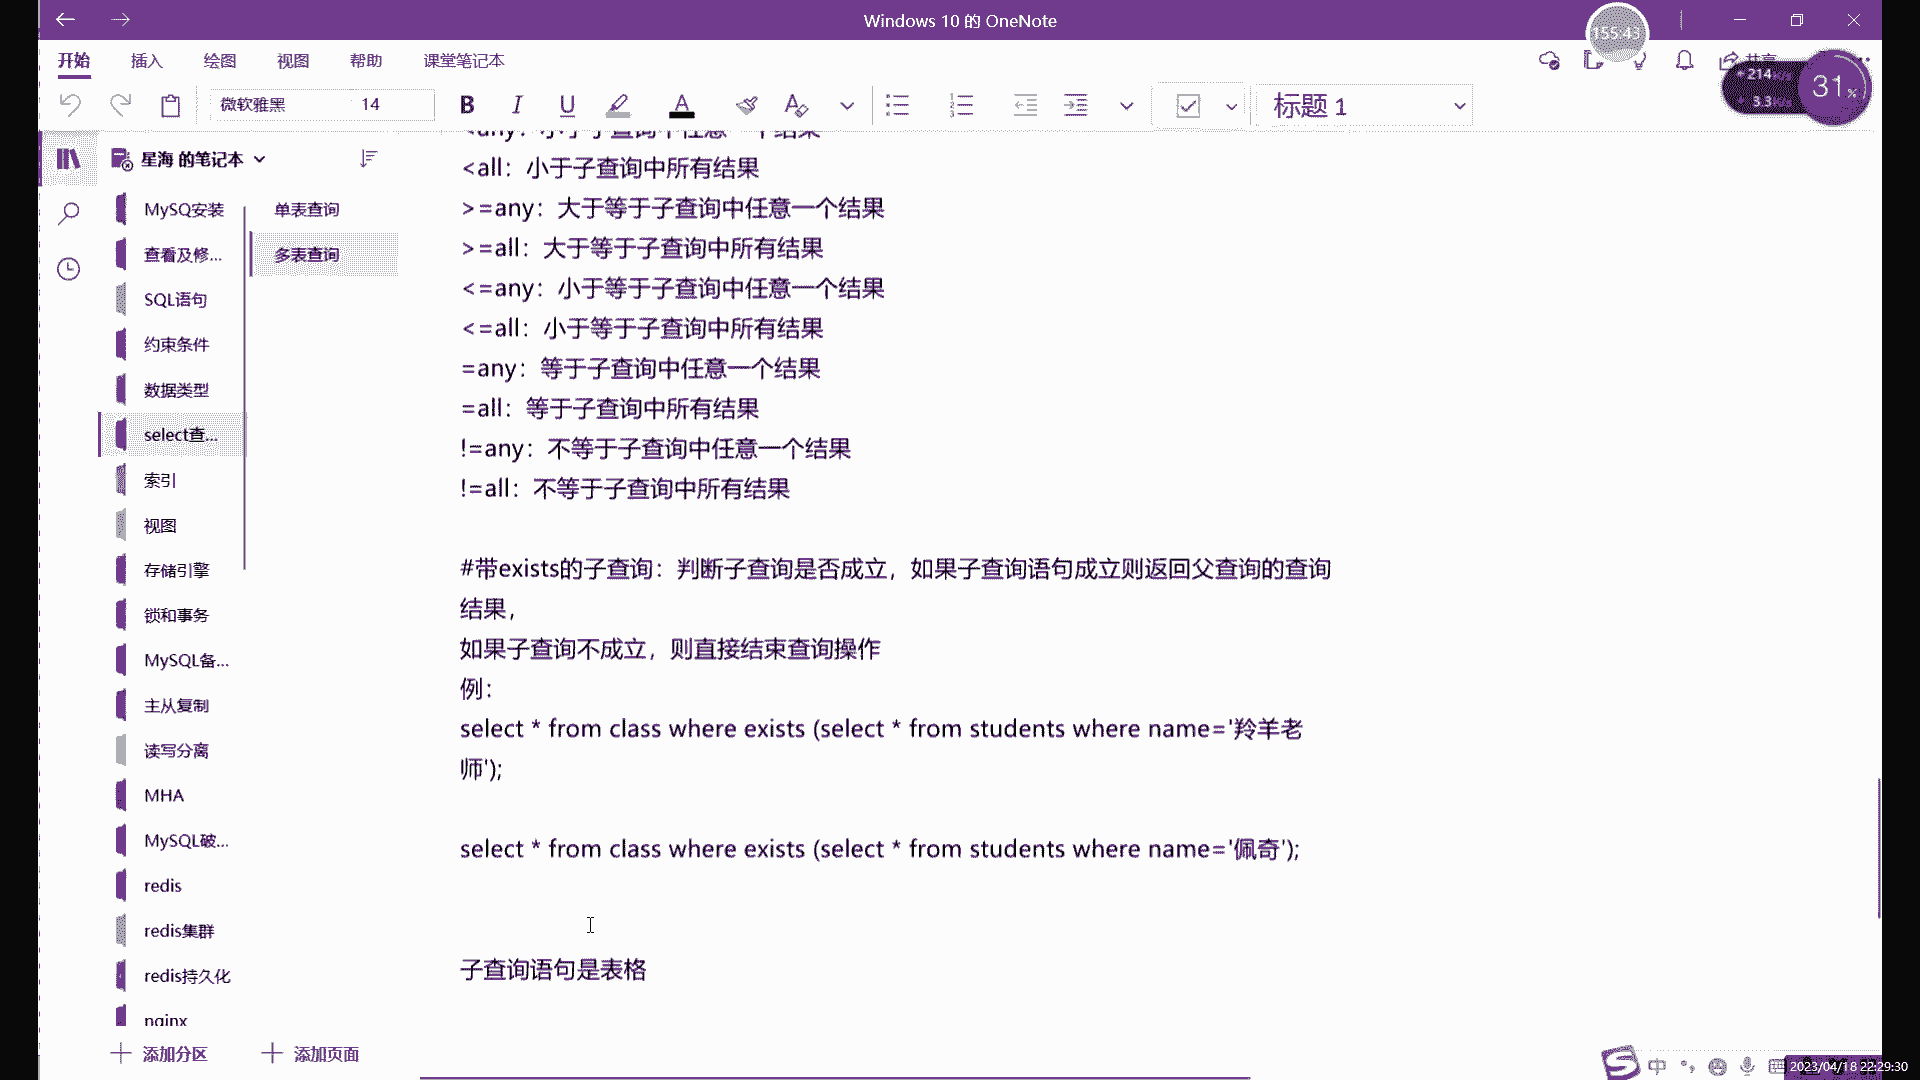 Windows 10 的 OneNote
155:43
开始 插入 绘图 视图 帮助 课堂笔记本
共享
214
3.3
31%
微软雅黑 14 B I U A 标题 1
星海 的笔记本
MySQ安装
查看及修...
SQL语句
约束条件
数据类型
select查...
索引
视图
存储引擎
锁和事务
MySQL备...
主从复制
读写分离
MHA
MySQL破...
redis
redis集群
redis持久化
nginx
添加分区
单表查询
多表查询
添加页面
<any：小于子查询中任意一个结果
<all：小于子查询中所有结果
>=any：大于等于子查询中任意一个结果
>=all：大于等于子查询中所有结果
<=any：小于等于子查询中任意一个结果
<=all：小于等于子查询中所有结果
=any：等于子查询中任意一个结果
=all：等于子查询中所有结果
!=any：不等于子查询中任意一个结果
!=all：不等于子查询中所有结果
#带exists的子查询：判断子查询是否成立，如果子查询语句成立则返回父查询的查询
结果，
如果子查询不成立，则直接结束查询操作
例：
select * from class where exists (select * from students where name='羚羊老
师');
select * from class where exists (select * from students where name='佩奇');
子查询语句是表格
中
2023/04/18 22:29:30